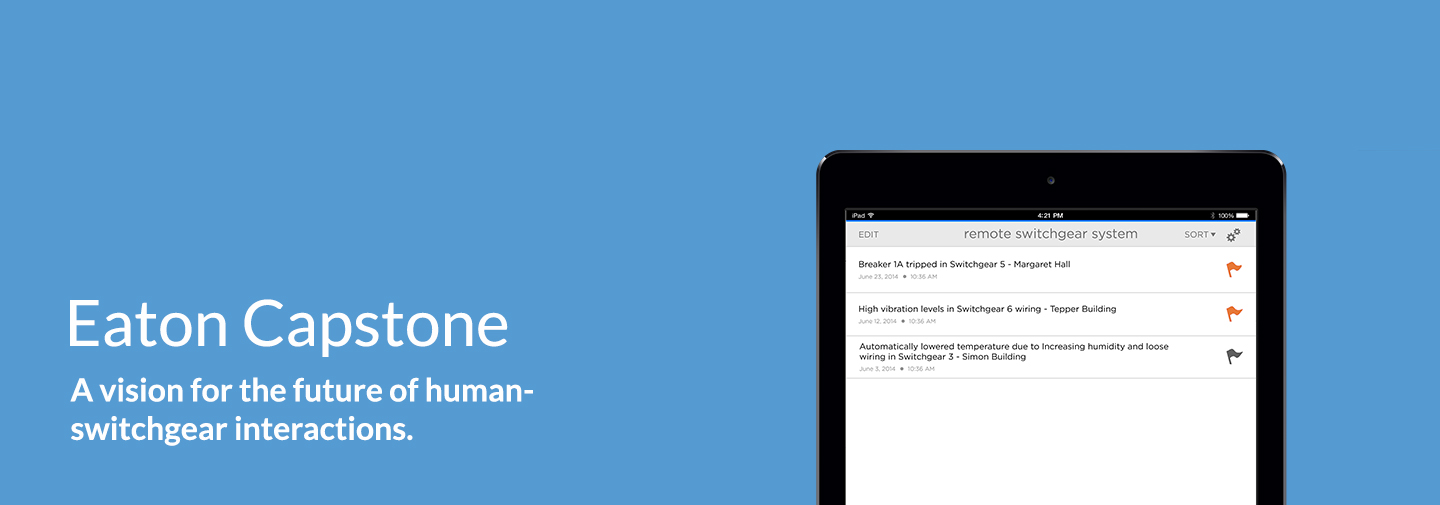 Eaton Capstone
A vision for the future of human-
switchgear interactions.
iPad
4:21 PM
100%
EDIT
remote switchgear system
SORT
Breaker 1A tripped in Switchgear 5 - Margaret Hall
June 23, 2014 • 10:36 AM
High vibration levels in Switchgear 6 wiring - Tepper Building
June 12, 2014 • 10:36 AM
Automatically lowered temperature due to Increasing humidity and loose
wiring in Switchgear 3 - Simon Building
June 3, 2014 • 10:36 AM